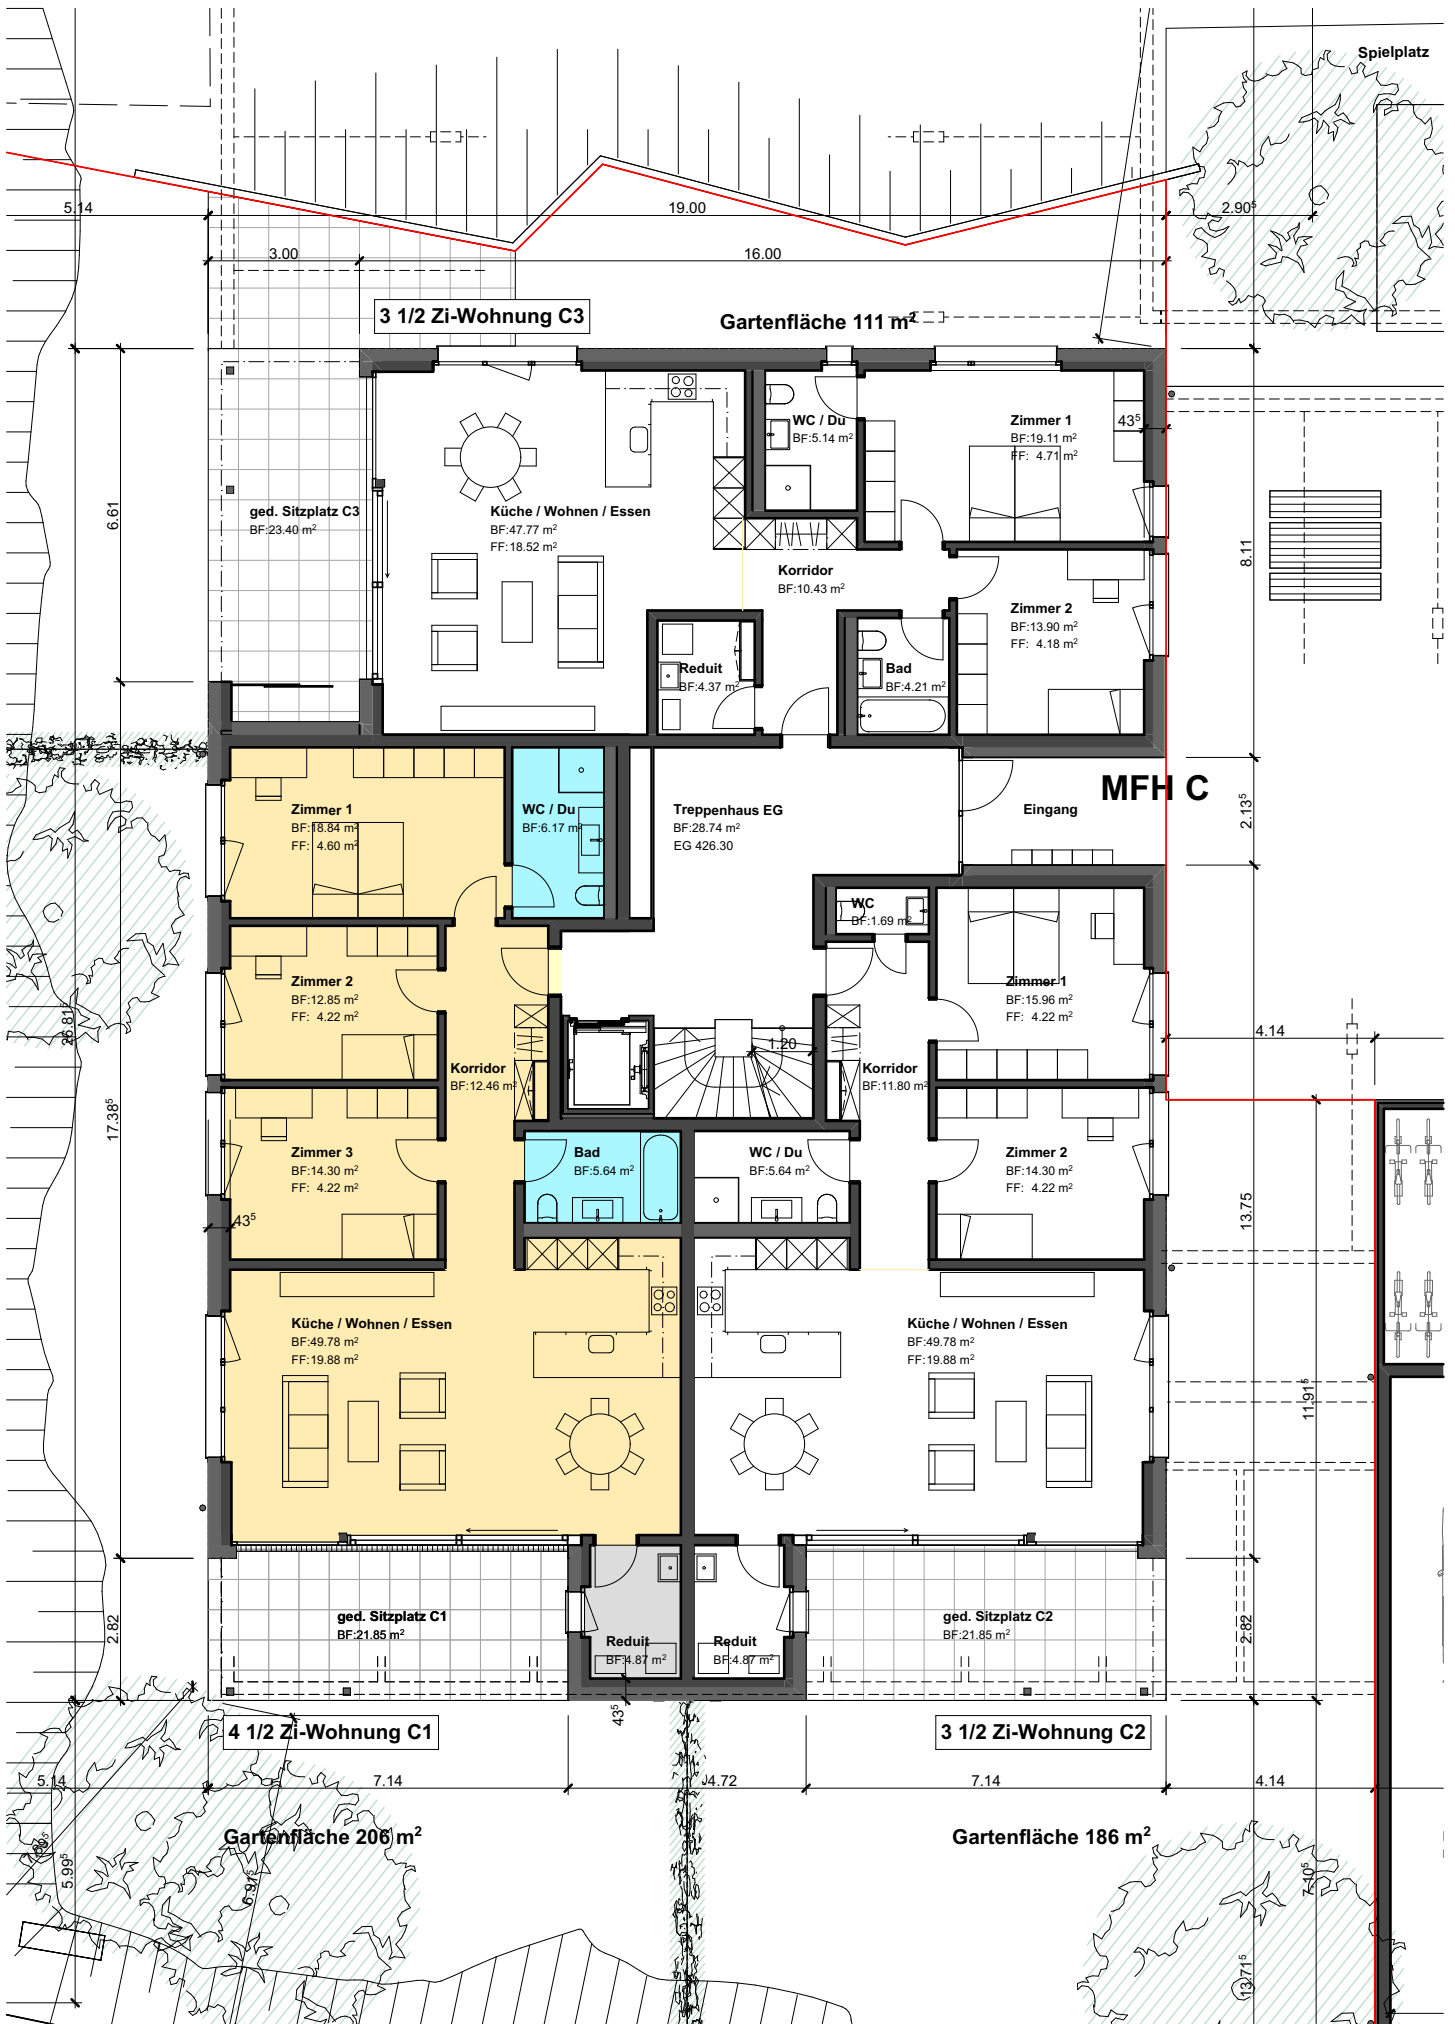 Spielplatz
5.14
19.00
2.90⁵
3.00
16.00
3 1/2 Zi-Wohnung C3
Gartenfläche 111 m²
WC / Du
BF:5.14 m²
Zimmer 1
BF:19.11 m²
FF: 4.71 m²
43⁵
6.61
ged. Sitzplatz C3
BF:23.40 m²
Küche / Wohnen / Essen
BF:47.77 m²
FF:18.52 m²
8.11
Korridor
BF:10.43 m²
Zimmer 2
BF:13.90 m²
FF: 4.18 m²
Reduit
BF:4.37 m²
Bad
BF:4.21 m²
MFH C
Zimmer 1
BF:18.84 m²
FF: 4.60 m²
WC / Du
BF:6.17 m²
Treppenhaus EG
BF:28.74 m²
EG 426.30
Eingang
2.13⁵
WC
BF:1.69 m²
Zimmer 2
BF:12.85 m²
FF: 4.22 m²
Zimmer 1
BF:15.96 m²
FF: 4.22 m²
26.81⁵
1.20
4.14
Korridor
BF:12.46 m²
Korridor
BF:11.80 m²
17.38⁵
Zimmer 3
BF:14.30 m²
FF: 4.22 m²
Bad
BF:5.64 m²
WC / Du
BF:5.64 m²
Zimmer 2
BF:14.30 m²
FF: 4.22 m²
43⁵
13.75
Küche / Wohnen / Essen
BF:49.78 m²
FF:19.88 m²
Küche / Wohnen / Essen
BF:49.78 m²
FF:19.88 m²
11.91⁵
ged. Sitzplatz C1
BF:21.85 m²
ged. Sitzplatz C2
BF:21.85 m²
2.82
2.82
Reduit
BF:4.87 m²
Reduit
BF:4.87 m²
43⁵
4 1/2 Zi-Wohnung C1
3 1/2 Zi-Wohnung C2
5.14
7.14
4.72
7.14
4.14
Gartenfläche 206 m²
Gartenfläche 186 m²
5.99⁵
6.91⁵
7.10⁵
13.71⁵